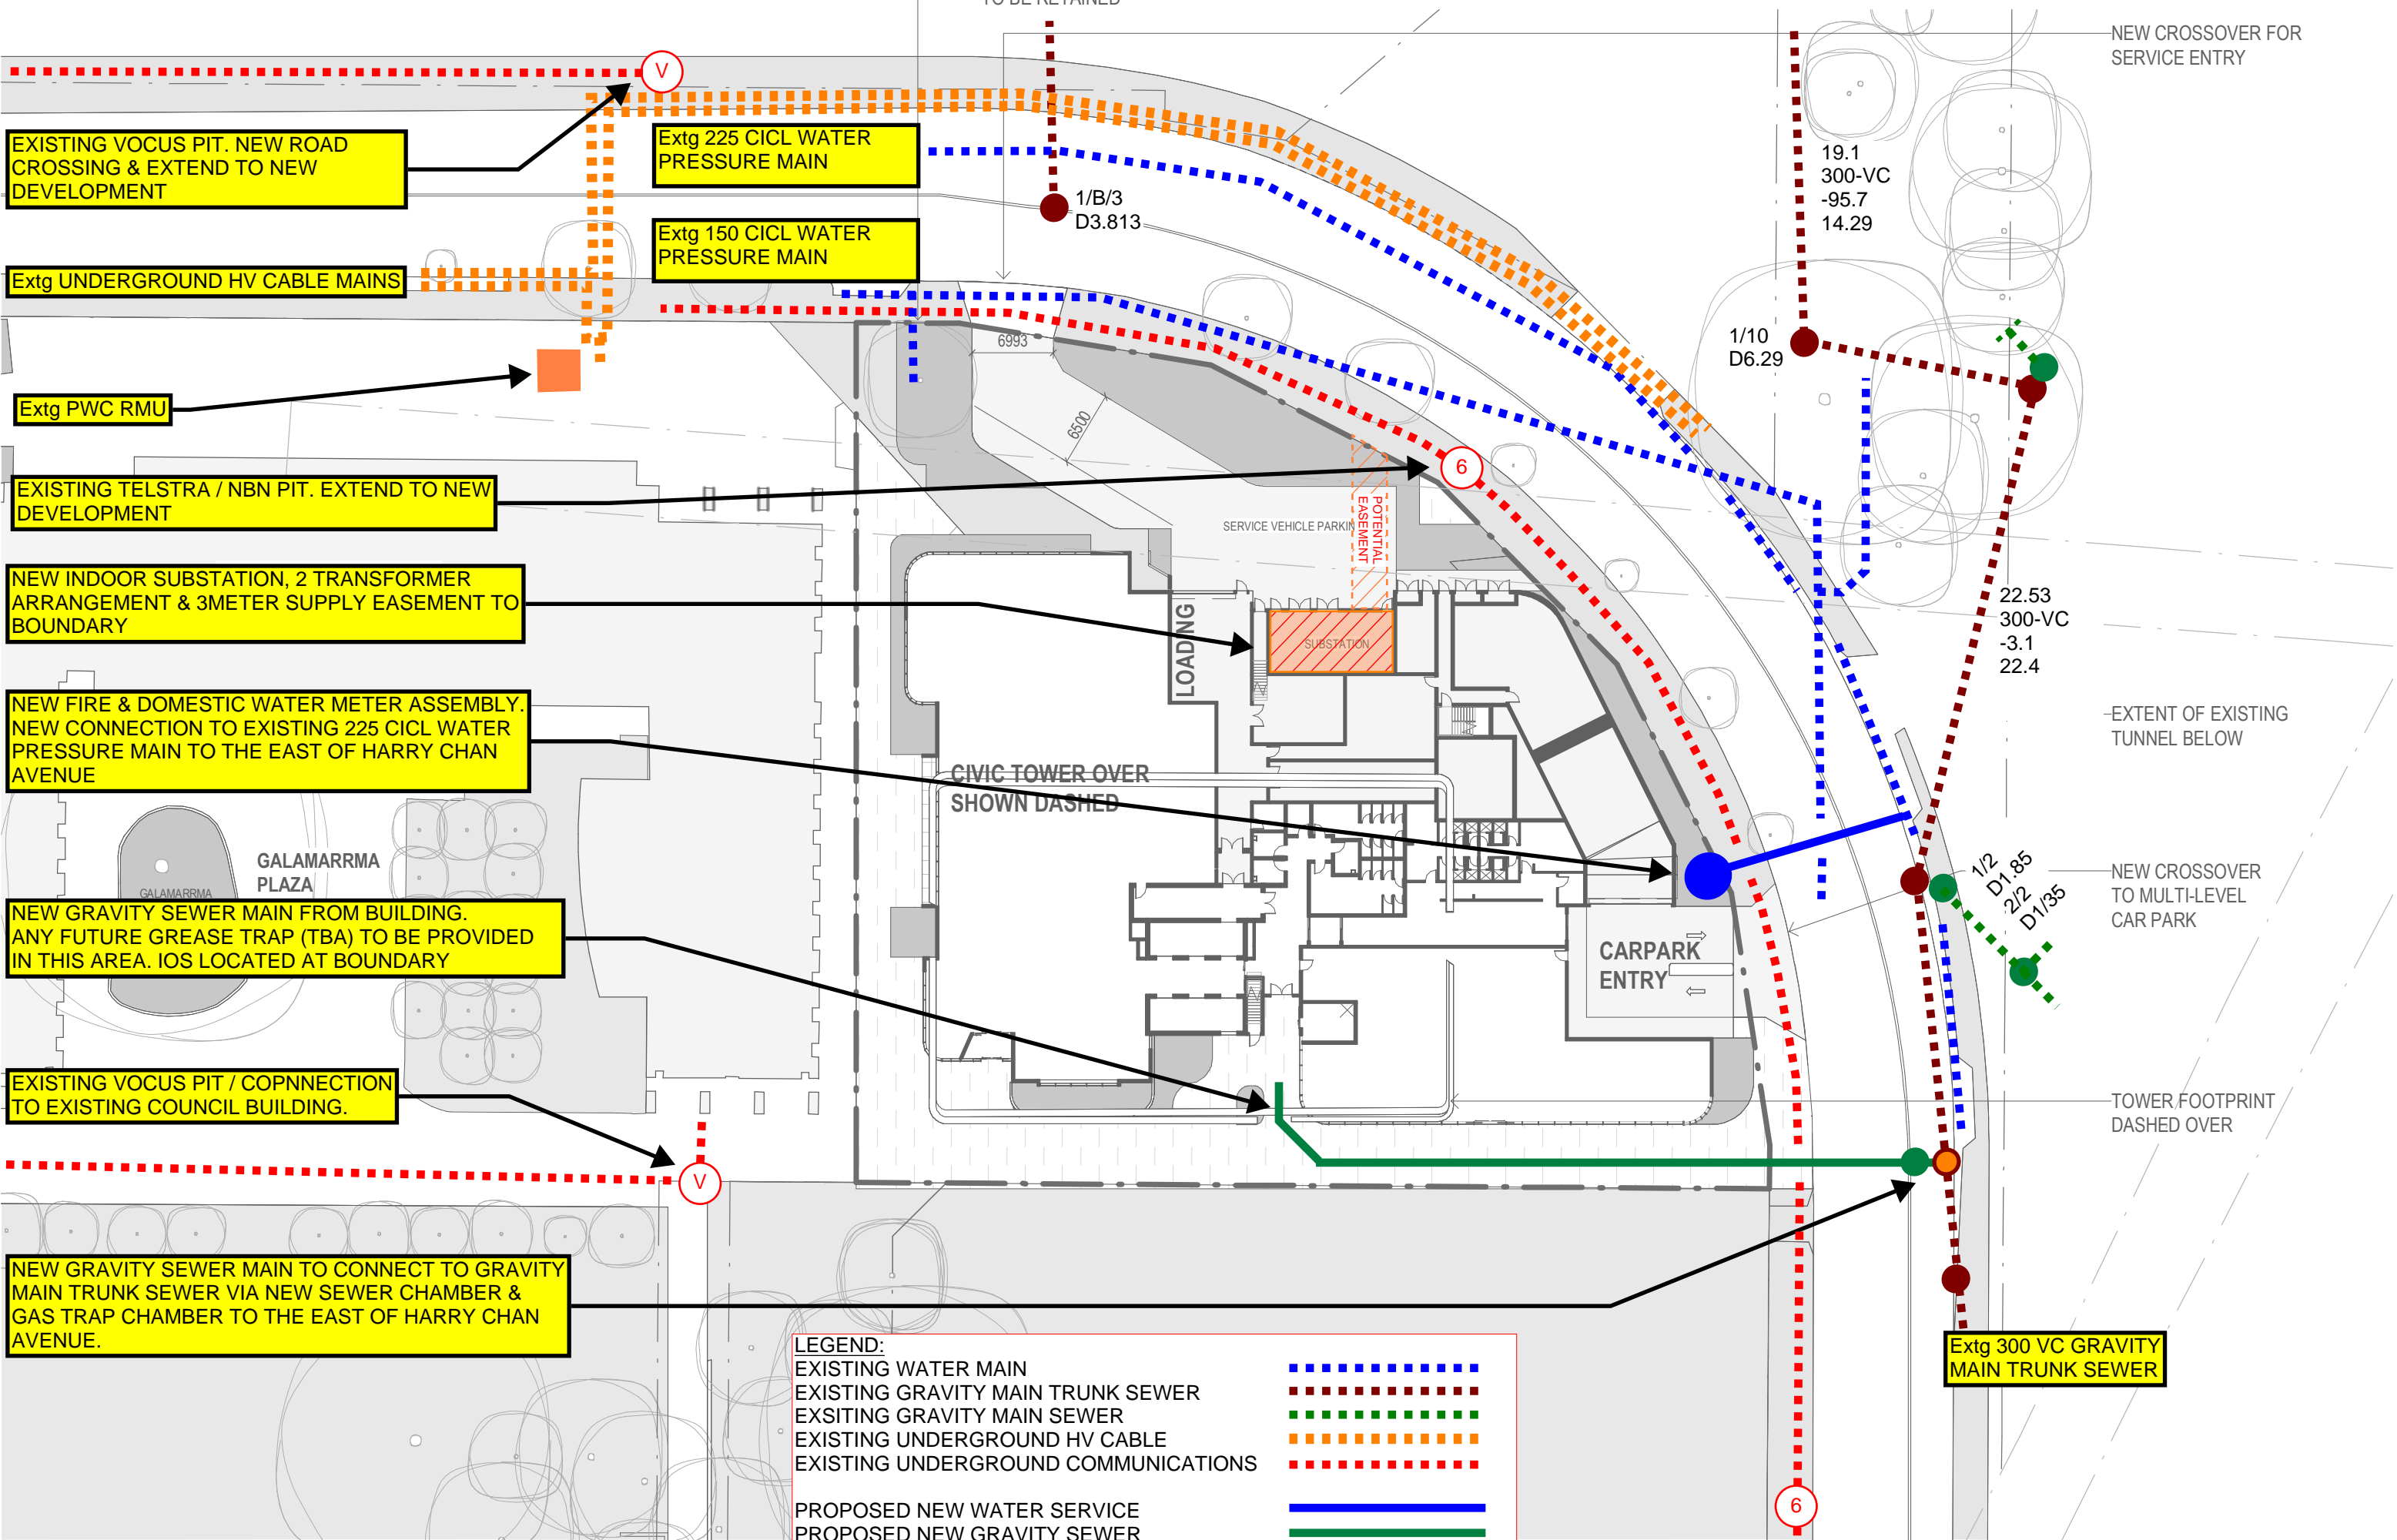 TO BE RETAINED
NEW CROSSOVER FOR
SERVICE ENTRY
V
EXISTING VOCUS PIT. NEW ROAD
CROSSING & EXTEND TO NEW
DEVELOPMENT
Extg 225 CICL WATER
PRESSURE MAIN
19.1
300-VC
-95.7
14.29
1/B/3
D3.813
Extg 150 CICL WATER
PRESSURE MAIN
Extg UNDERGROUND HV CABLE MAINS
6993
1/10
D6.29
Extg PWC RMU
6500
6
EXISTING TELSTRA / NBN PIT. EXTEND TO NEW
DEVELOPMENT
POTENTIAL
EASEMENT
SERVICE VEHICLE PARKIN
NEW INDOOR SUBSTATION, 2 TRANSFORMER
ARRANGEMENT & 3METER SUPPLY EASEMENT TO
BOUNDARY
LOADING
SUBSTATION
22.53
300-VC
-3.1
22.4
NEW FIRE & DOMESTIC WATER METER ASSEMBLY.
NEW CONNECTION TO EXISTING 225 CICL WATER
PRESSURE MAIN TO THE EAST OF HARRY CHAN
AVENUE
EXTENT OF EXISTING
TUNNEL BELOW
CIVIC TOWER OVER
SHOWN DASHED
GALAMARRMA
PLAZA
GALAMARRMA
1/2
D1.85
2/2
D1/35
NEW CROSSOVER
TO MULTI-LEVEL
CAR PARK
NEW GRAVITY SEWER MAIN FROM BUILDING.
ANY FUTURE GREASE TRAP (TBA) TO BE PROVIDED
IN THIS AREA. IOS LOCATED AT BOUNDARY
CARPARK
ENTRY
EXISTING VOCUS PIT / COPNNECTION
TO EXISTING COUNCIL BUILDING.
TOWER FOOTPRINT
DASHED OVER
V
NEW GRAVITY SEWER MAIN TO CONNECT TO GRAVITY
MAIN TRUNK SEWER VIA NEW SEWER CHAMBER &
GAS TRAP CHAMBER TO THE EAST OF HARRY CHAN
AVENUE.
Extg 300 VC GRAVITY
MAIN TRUNK SEWER
LEGEND:
EXISTING WATER MAIN
EXISTING GRAVITY MAIN TRUNK SEWER
EXSITING GRAVITY MAIN SEWER
EXISTING UNDERGROUND HV CABLE
EXISTING UNDERGROUND COMMUNICATIONS
PROPOSED NEW WATER SERVICE
PROPOSED NEW GRAVITY SEWER
6